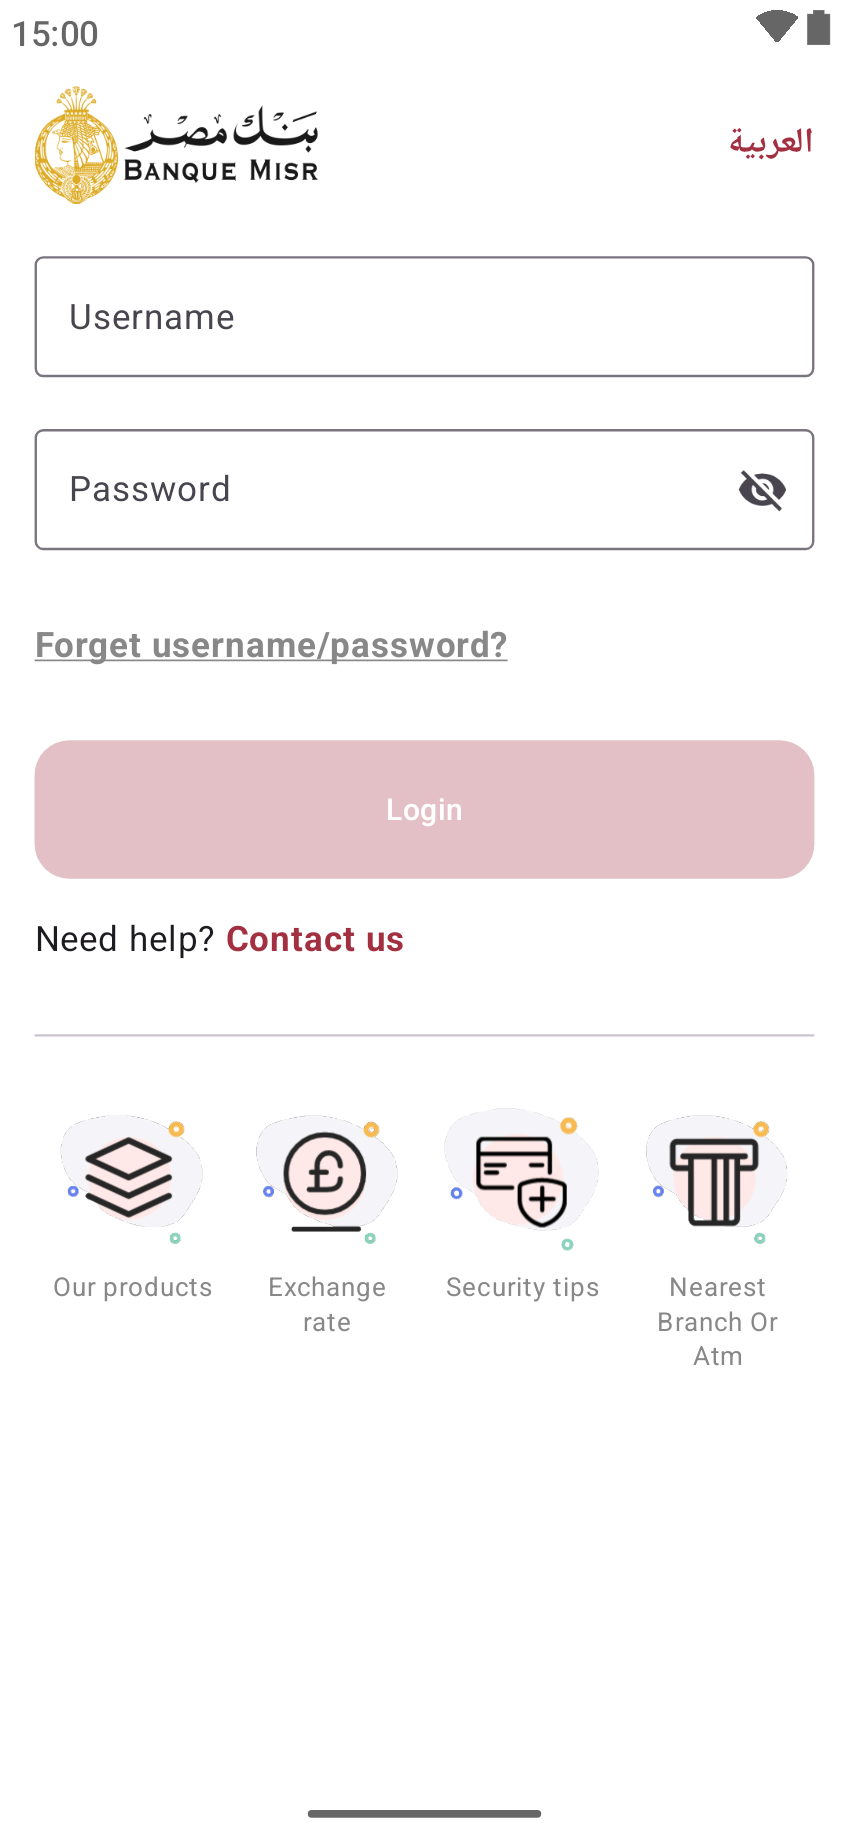 15:00
بنك مصر
BANQUE MISR
العربية
Username
Password
Forget username/password?
Login
Need help? Contact us
Our products
Exchange
rate
Security tips
Nearest
Branch Or
Atm